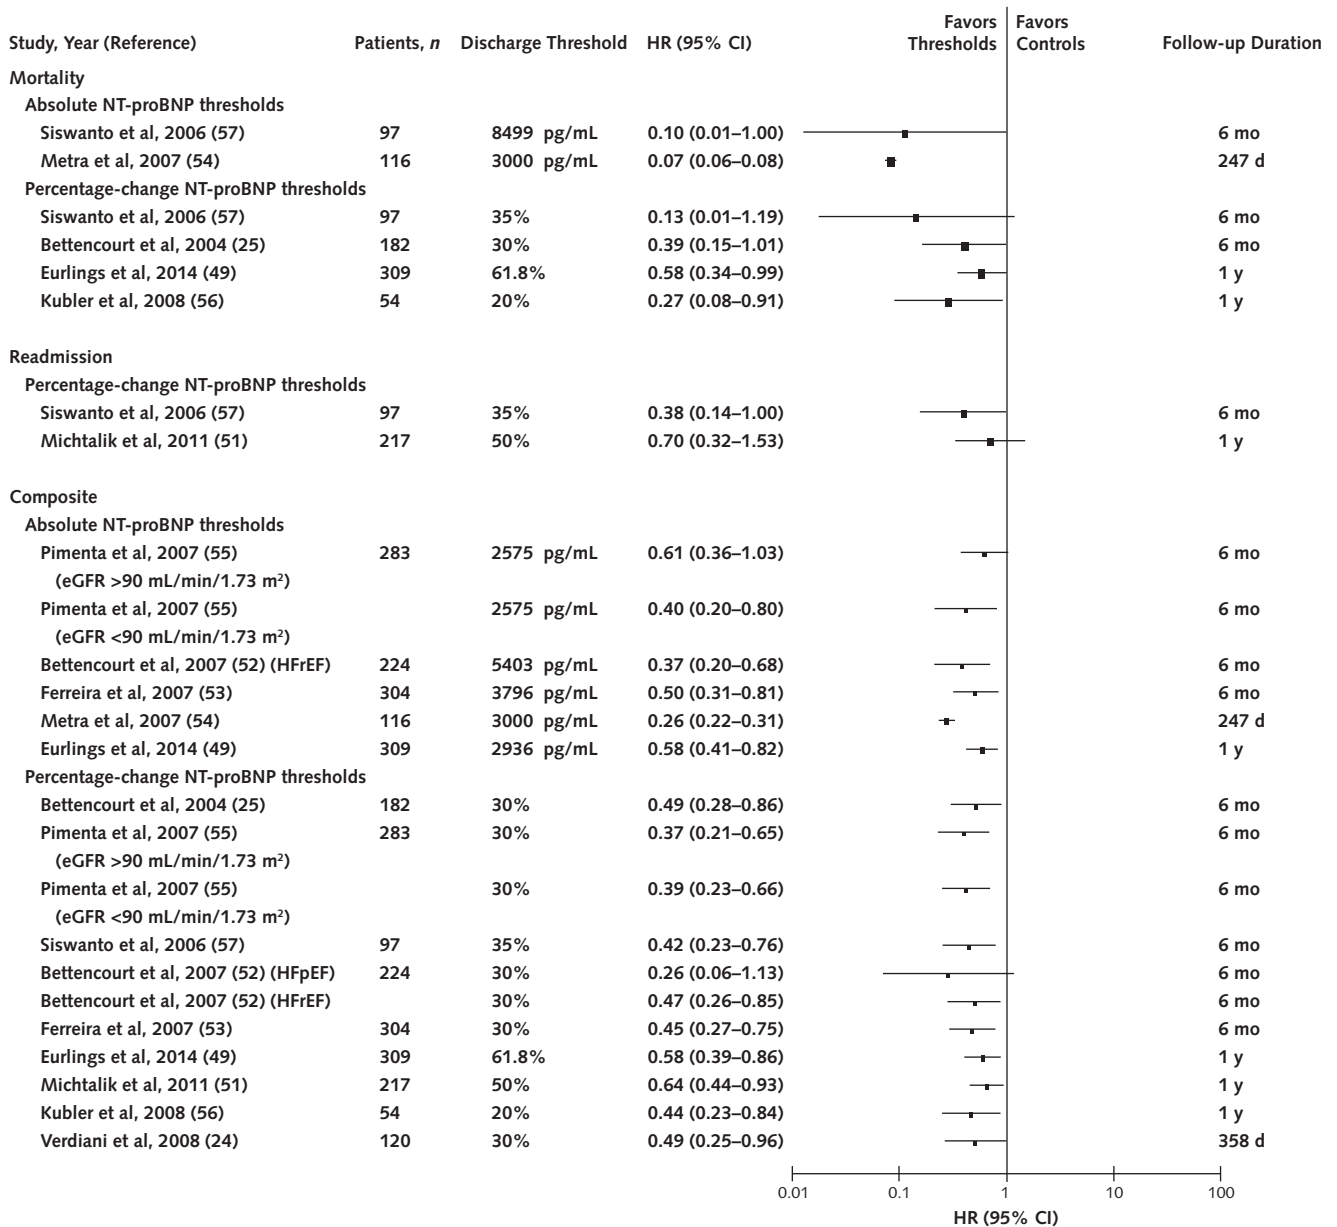 Favors Favors
Study, Year (Reference) Patients, n Discharge Threshold HR (95% CI) Thresholds Controls Follow-up Duration
Mortality
Absolute NT-proBNP thresholds
Siswanto et al, 2006 (57) 97 8499 pg/mL 0.10 (0.01–1.00) 6 mo
Metra et al, 2007 (54) 116 3000 pg/mL 0.07 (0.06–0.08) 247 d
Percentage-change NT-proBNP thresholds
Siswanto et al, 2006 (57) 97 35% 0.13 (0.01–1.19) 6 mo
Bettencourt et al, 2004 (25) 182 30% 0.39 (0.15–1.01) 6 mo
Eurlings et al, 2014 (49) 309 61.8% 0.58 (0.34–0.99) 1 y
Kubler et al, 2008 (56) 54 20% 0.27 (0.08–0.91) 1 y
Readmission
Percentage-change NT-proBNP thresholds
Siswanto et al, 2006 (57) 97 35% 0.38 (0.14–1.00) 6 mo
Michtalik et al, 2011 (51) 217 50% 0.70 (0.32–1.53) 1 y
Composite
Absolute NT-proBNP thresholds
Pimenta et al, 2007 (55) 283 2575 pg/mL 0.61 (0.36–1.03) 6 mo
(eGFR >90 mL/min/1.73 m²)
Pimenta et al, 2007 (55) 2575 pg/mL 0.40 (0.20–0.80) 6 mo
(eGFR <90 mL/min/1.73 m²)
Bettencourt et al, 2007 (52) (HFrEF) 224 5403 pg/mL 0.37 (0.20–0.68) 6 mo
Ferreira et al, 2007 (53) 304 3796 pg/mL 0.50 (0.31–0.81) 6 mo
Metra et al, 2007 (54) 116 3000 pg/mL 0.26 (0.22–0.31) 247 d
Eurlings et al, 2014 (49) 309 2936 pg/mL 0.58 (0.41–0.82) 1 y
Percentage-change NT-proBNP thresholds
Bettencourt et al, 2004 (25) 182 30% 0.49 (0.28–0.86) 6 mo
Pimenta et al, 2007 (55) 283 30% 0.37 (0.21–0.65) 6 mo
(eGFR >90 mL/min/1.73 m²)
Pimenta et al, 2007 (55) 30% 0.39 (0.23–0.66) 6 mo
(eGFR <90 mL/min/1.73 m²)
Siswanto et al, 2006 (57) 97 35% 0.42 (0.23–0.76) 6 mo
Bettencourt et al, 2007 (52) (HFpEF) 224 30% 0.26 (0.06–1.13) 6 mo
Bettencourt et al, 2007 (52) (HFrEF) 30% 0.47 (0.26–0.85) 6 mo
Ferreira et al, 2007 (53) 304 30% 0.45 (0.27–0.75) 6 mo
Eurlings et al, 2014 (49) 309 61.8% 0.58 (0.39–0.86) 1 y
Michtalik et al, 2011 (51) 217 50% 0.64 (0.44–0.93) 1 y
Kubler et al, 2008 (56) 54 20% 0.44 (0.23–0.84) 1 y
Verdiani et al, 2008 (24) 120 30% 0.49 (0.25–0.96) 358 d
0.01 0.1 1 10 100
HR (95% CI)